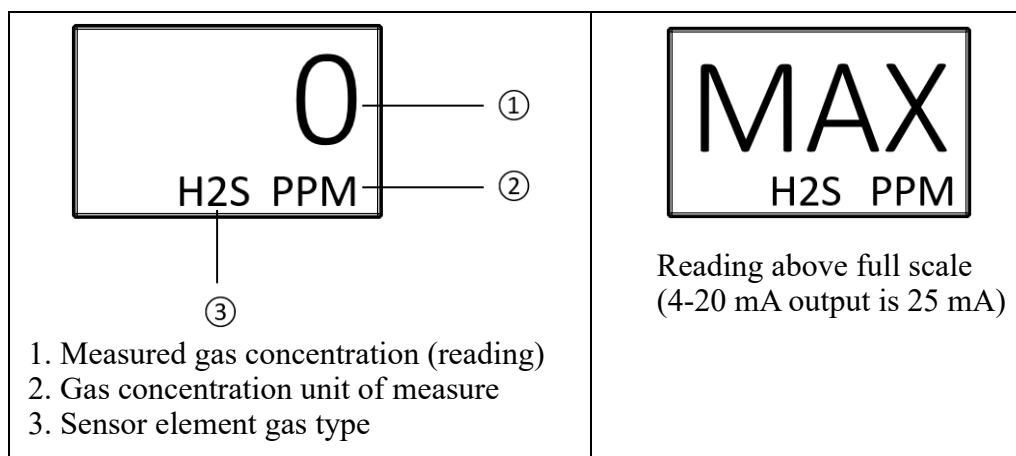 0
①
H2S PPM
②
③
1. Measured gas concentration (reading)
2. Gas concentration unit of measure
3. Sensor element gas type
MAX
H2S PPM
Reading above full scale
(4-20 mA output is 25 mA)